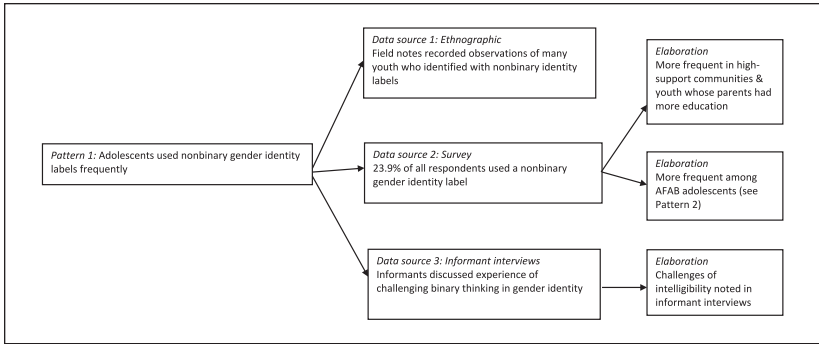 Pattern 1: Adolescents used nonbinary gender identity
labels frequently
Data source 1: Ethnographic
Field notes recorded observations of many
youth who identified with nonbinary identity
labels
Data source 2: Survey
23.9% of all respondents used a nonbinary
gender identity label
Elaboration
More frequent in high-
support communities &
youth whose parents had
more education
Elaboration
More frequent among
AFAB adolescents (see
Pattern 2)
Data source 3: Informant interviews
Informants discussed experience of
challenging binary thinking in gender identity
Elaboration
Challenges of
intelligibility noted in
informant interviews